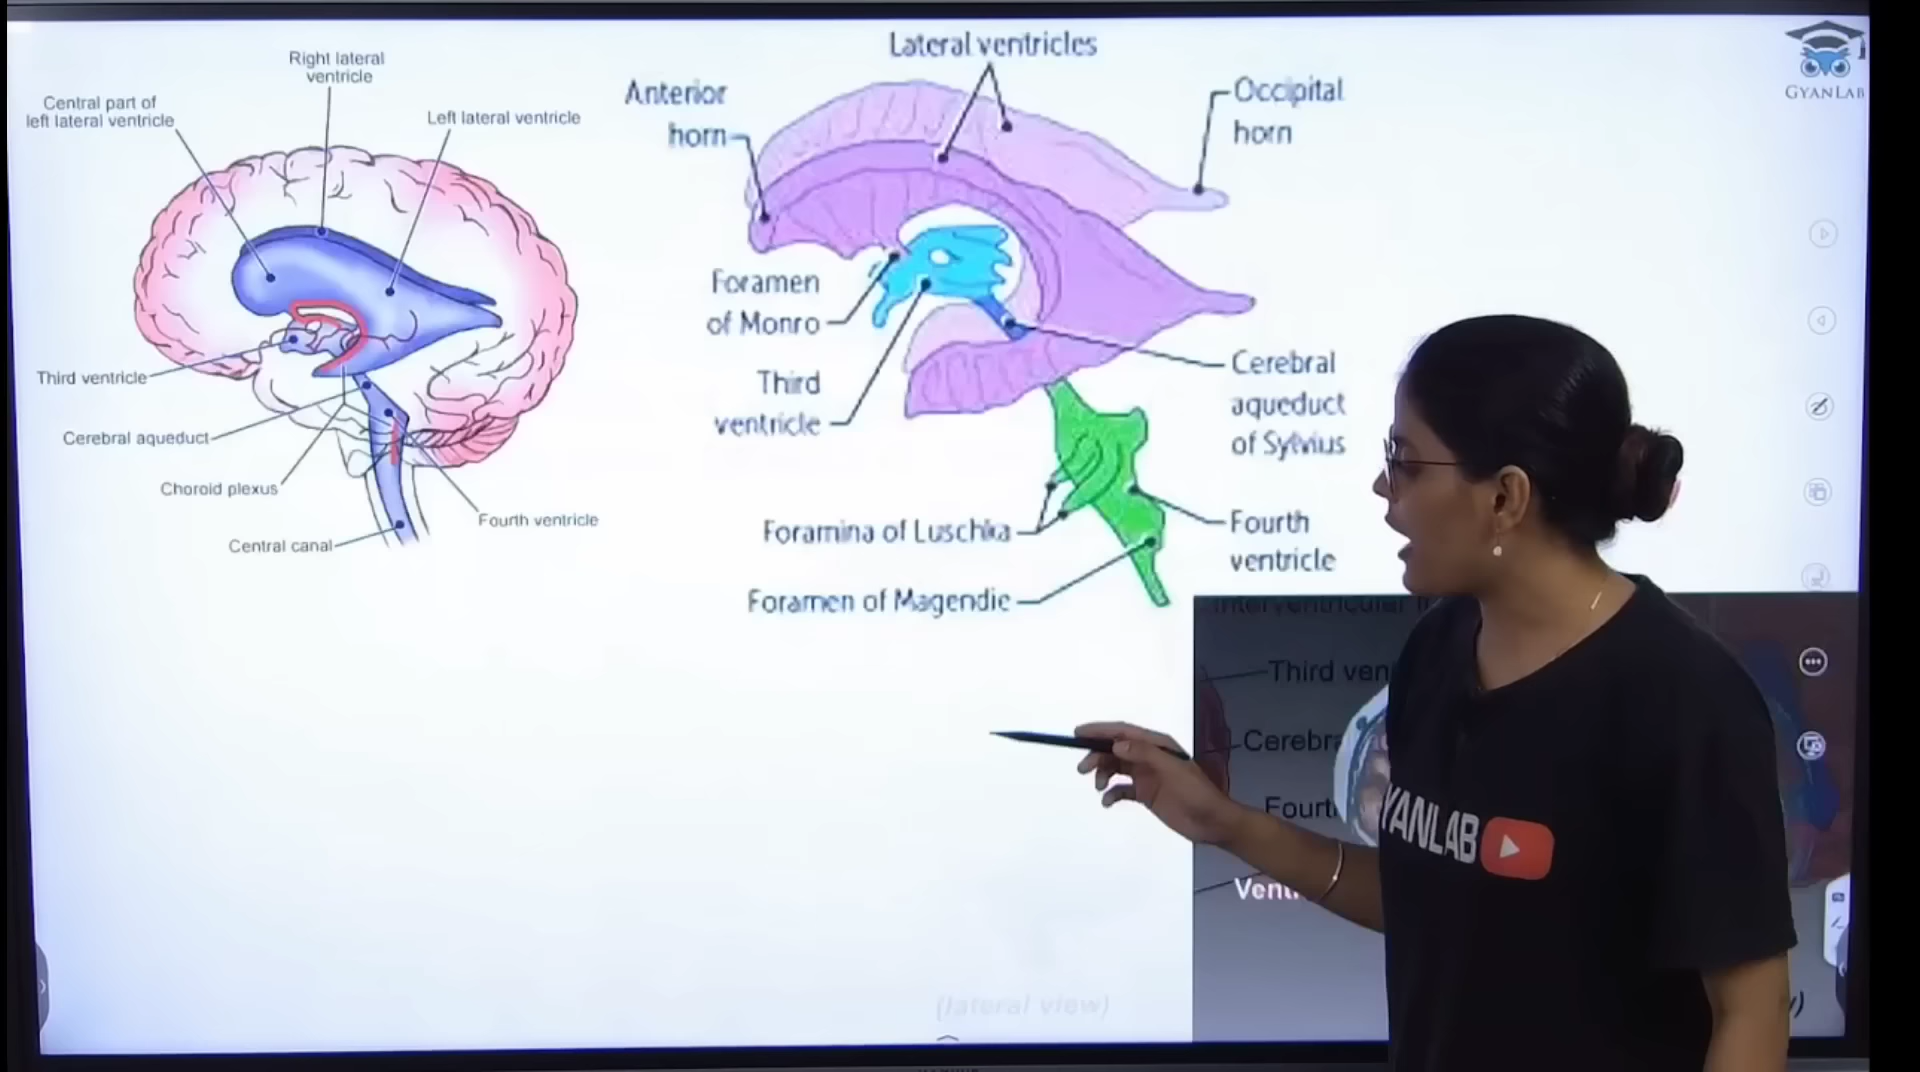 Right lateral
ventricle
Central part of
left lateral ventricle
Left lateral ventricle
Third ventricle
Cerebral aqueduct
Choroid plexus
Fourth ventricle
Central canal
Lateral ventricles
Anterior
horn
Occipital
horn
Foramen
of Monro
Third
ventricle
Cerebral
aqueduct
of Sylvius
Foramina of Luschka
Fourth
ventricle
Foramen of Magendie
GYANLAB
Third ven
Cerebr
Fourt
Vent
YANLAB
(lateral view)